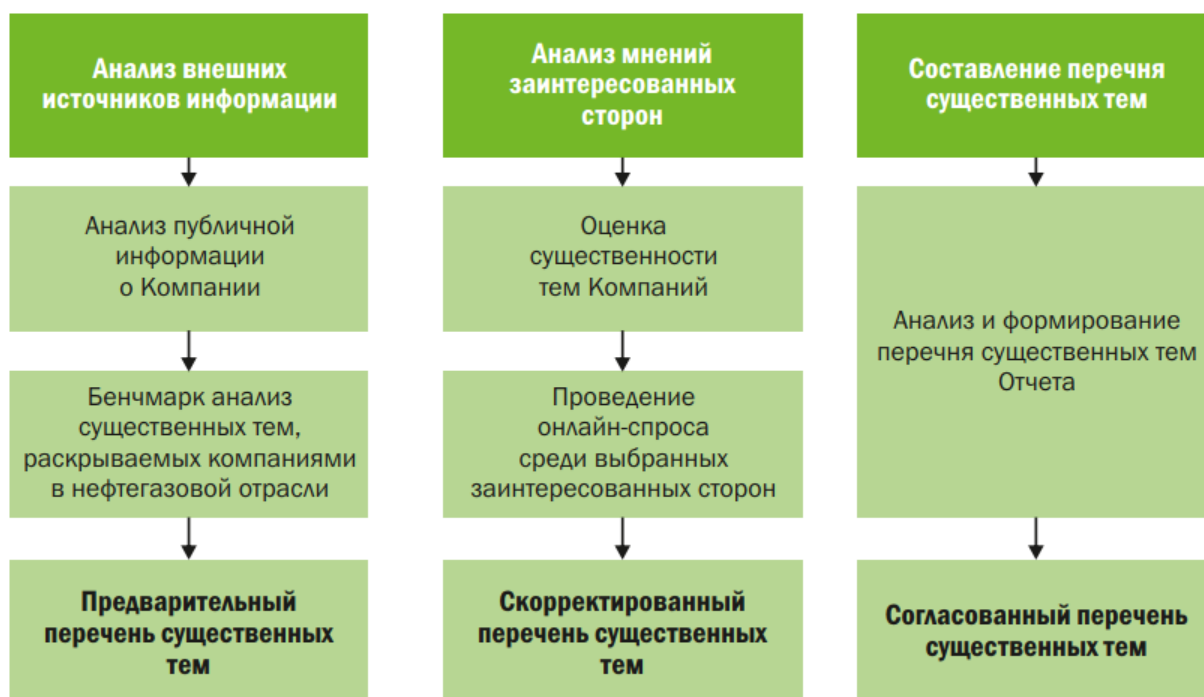 Анализ внешних
источников информации
Анализ публичной
информации
о Компании
Бенчмарк анализ
существенных тем,
раскрываемых компаниями
в нефтегазовой отрасли
Предварительный
перечень существенных
тем
Анализ мнений
заинтересованных
сторон
Оценка
существенности
тем Компаний
Проведение
онлайн-спроса
среди выбранных
заинтересованных сторон
Скорректированный
перечень существенных
тем
Составление перечня
существенных тем
Анализ и формирование
перечня существенных тем
Отчета
Согласованный перечень
существенных тем